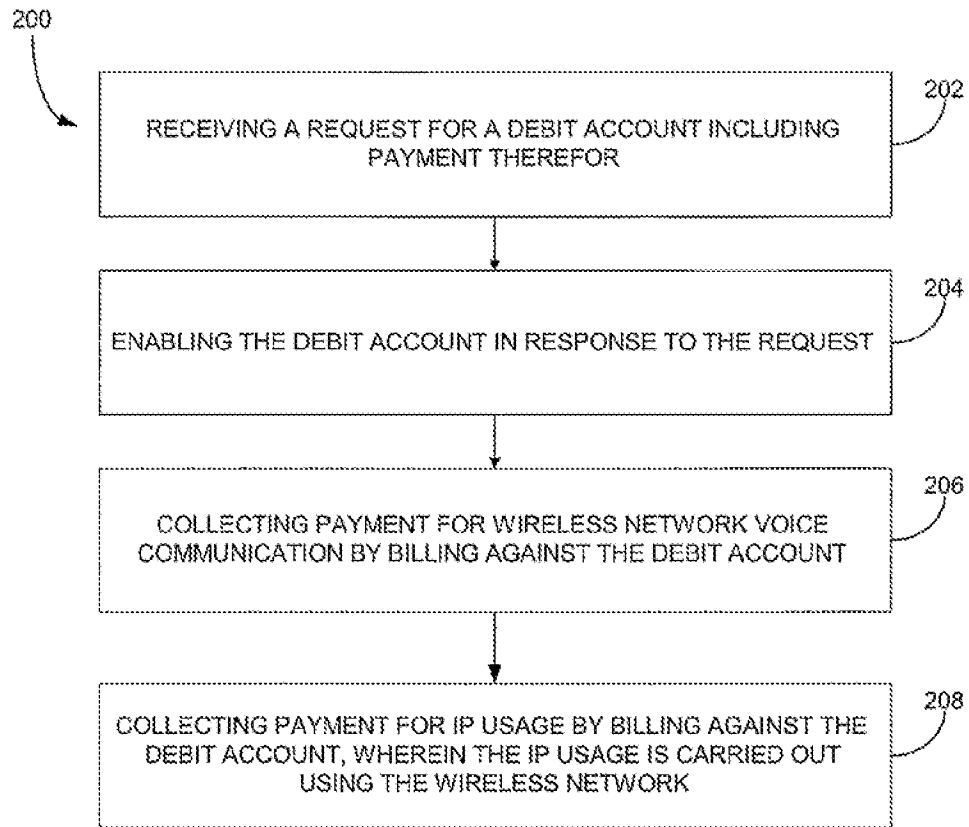 200
202
RECEIVING A REQUEST FOR A DEBIT ACCOUNT INCLUDING
PAYMENT THEREFOR
204
ENABLING THE DEBIT ACCOUNT IN RESPONSE TO THE REQUEST
206
COLLECTING PAYMENT FOR WIRELESS NETWORK VOICE
COMMUNICATION BY BILLING AGAINST THE DEBIT ACCOUNT
208
COLLECTING PAYMENT FOR IP USAGE BY BILLING AGAINST THE
DEBIT ACCOUNT, WHEREIN THE IP USAGE IS CARRIED OUT
USING THE WIRELESS NETWORK